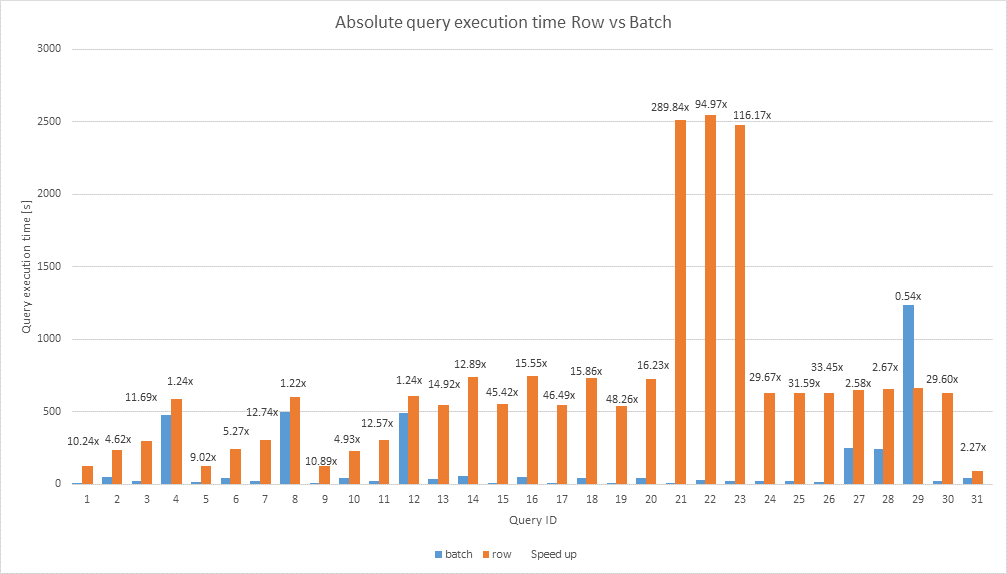 Absolute query execution time Row vs Batch
Query execution time [s]
3000
2500
2000
1500
1000
500
0
10.24x
4.62x
11.69x
1.24x
9.02x
5.27x
12.74x
1.22x
10.89x
4.93x
12.57x
1.24x
14.92x
12.89x
45.42x
15.55x
46.49x
15.86x
48.26x
16.23x
289.84x
94.97x
116.17x
29.67x
31.59x
33.45x
2.58x
2.67x
0.54x
29.60x
2.27x
1 2 3 4 5 6 7 8 9 10 11 12 13 14 15 16 17 18 19 20 21 22 23 24 25 26 27 28 29 30 31
Query ID
batch row Speed up